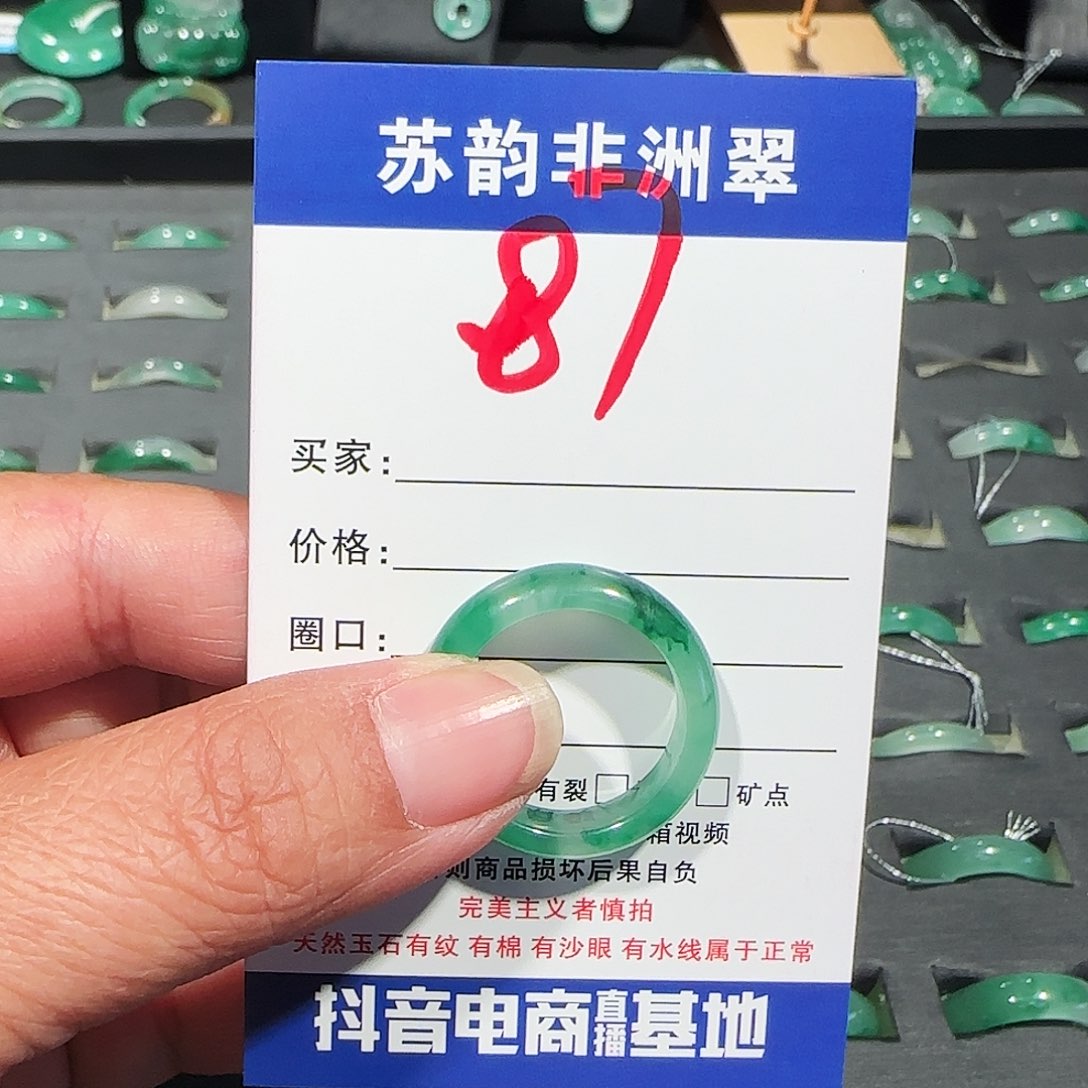 苏韵非洲翠
87
买家:
价格:
圈口:
有裂 矿点
箱视频
则商品损坏后果自负
完美主义者慎拍
天然玉石有纹 有棉 有沙眼 有水线属于正常
抖音电商直播基地